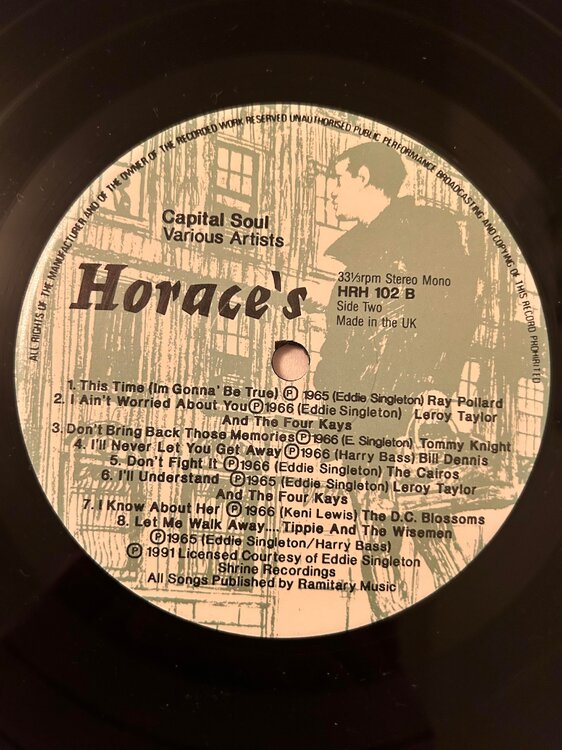 ALL RIGHTS OF THE MANUFACTURER AND OF THE OWNER OF THE RECORDED WORK RESERVED UNAUTHORISED PUBLIC PERFORMANCE BROADCASTING AND COPYING OF THIS RECORD PROHIBITED
Capital Soul
Various Artists
Horace's
33⅓rpm Stereo Mono
HRH 102 B
Side Two
Made in the UK
1. This Time (Im Gonna' Be True) Ⓟ 1965 (Eddie Singleton) Ray Pollard
2. I Ain't Worried About You Ⓟ 1966 (Eddie Singleton) Leroy Taylor
And The Four Kays
3. Don't Bring Back Those Memories Ⓟ 1966 (E. Singleton) Tommy Knight
4. I'll Never Let You Get Away Ⓟ 1966 (Harry Bass) Bill Dennis
5. Don't Fight It Ⓟ 1966 (Eddie Singleton) The Cairos
6. I'll Understand Ⓟ 1966 (Eddie Singleton) Leroy Taylor
And The Four Kays
7. I Know About Her Ⓟ 1966 (Keni Lewis) The D.C. Blossoms
8. Let Me Walk Away.... Tippie And The Wisemen
Ⓟ 1965 (Eddie Singleton/Harry Bass)
Ⓟ 1991 Licensed Courtesy of Eddie Singleton
Shrine Recordings
All Songs Published by Ramitary Music